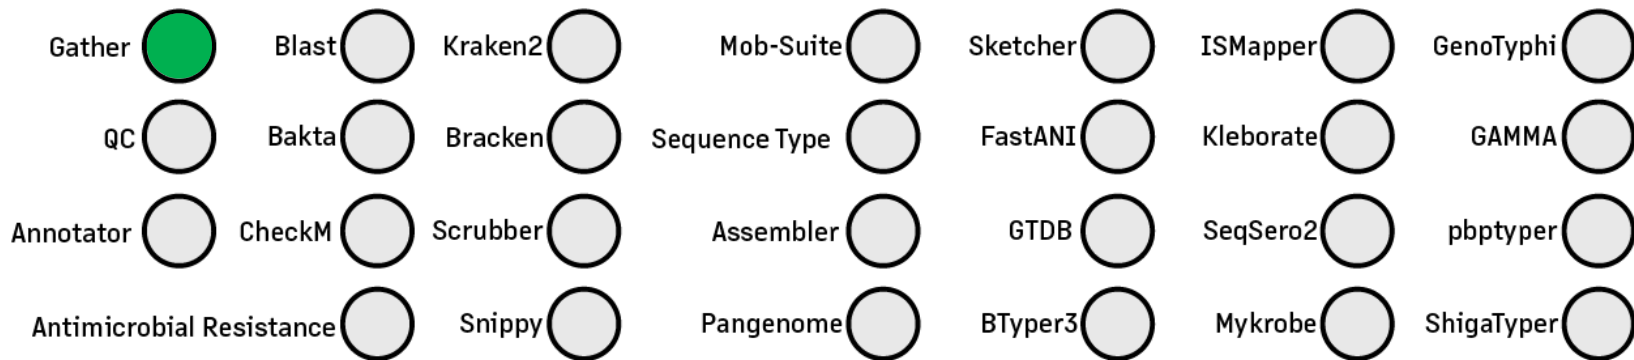 Gather Blast Kraken2 Mob-Suite Sketcher ISMapper GenoTyphi
QC Bakta Bracken Sequence Type FastANI Kleborate GAMMA
Annotator CheckM Scrubber Assembler GTDB SeqSero2 pbptyper
Antimicrobial Resistance Snippy Pangenome BTyper3 Mykrobe ShigaTyper